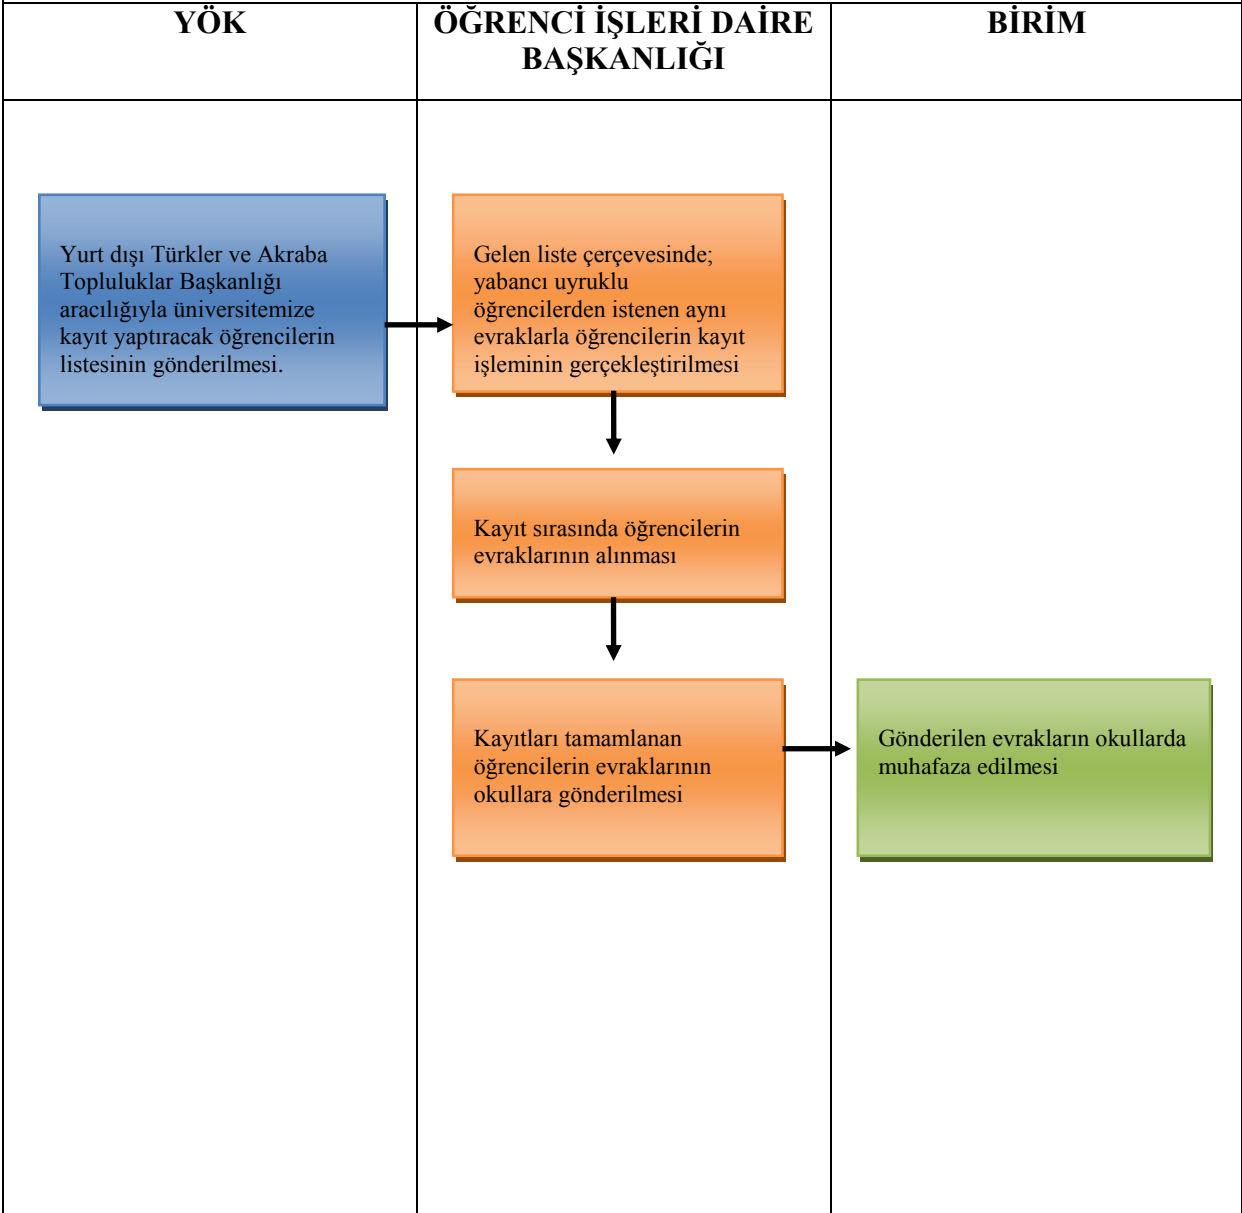 YÖK
ÖĞRENCİ İŞLERİ DAİRE
BAŞKANLIĞI
BİRİM
Yurt dışı Türkler ve Akraba
Topluluklar Başkanlığı
aracılığıyla üniversitemize
kayıt yaptıracak öğrencilerin
listesinin gönderilmesi.
Gelen liste çerçevesinde;
yabancı uyruklu
öğrencilerden istenen aynı
evraklarla öğrencilerin kayıt
işleminin gerçekleştirilmesi
Kayıt sırasında öğrencilerin
evraklarının alınması
Kayıtları tamamlanan
öğrencilerin evraklarının
okullara gönderilmesi
Gönderilen evrakların okullarda
muhafaza edilmesi